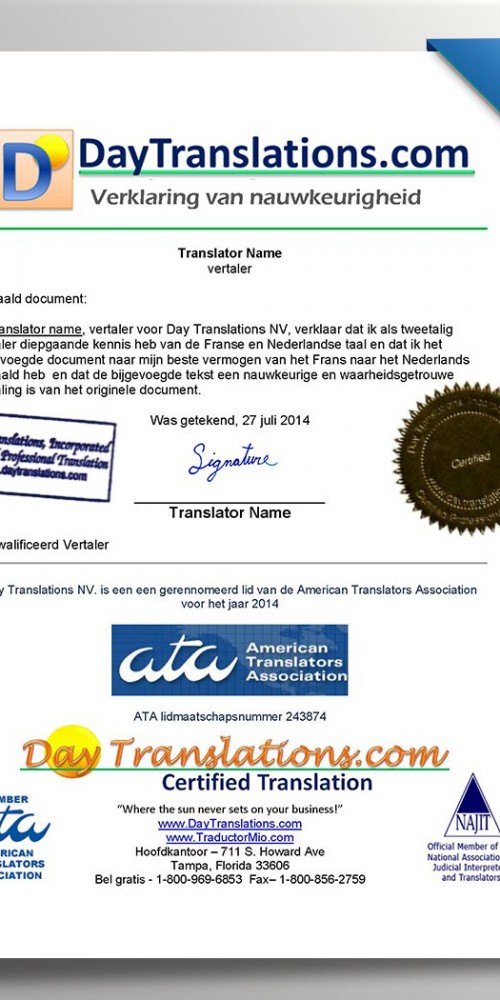 D DayTranslations.com
Verklaring van nauwkeurigheid
Translator Name
vertaler
aald document:
anslator name, vertaler voor Day Translations NV, verklaar dat ik als tweetalig
aler diepgaande kennis heb van de Franse en Nederlandse taal en dat ik het
voegde document naar mijn beste vermogen van het Frans naar het Nederlands
aald heb en dat de bijgevoegde tekst een nauwkeurige en waarheidsgetrouwe
ling is van het originele document.
Was getekend, 27 juli 2014
nslations, Incorporated
Professional Translation
daytranslations.com
Signature
Certified
Translator Name
walificeerd Vertaler
y Translations NV. is een een gerennomeerd lid van de American Translators Association
voor het jaar 2014
ata American
Translators
Association
ATA lidmaatschapsnummer 243874
Day Translations.com
Certified Translation
“Where the sun never sets on your business!”
www.DayTranslations.com
www.TraductorMio.com
Hoofdkantoor – 711 S. Howard Ave
Tampa, Florida 33606
Bel gratis - 1-800-969-6853 Fax– 1-800-856-2759
MBER
ta
RICAN
SLATORS
CIATION
NAJIT
Official Member of
National Associatio
Judicial Interprete
and Translators